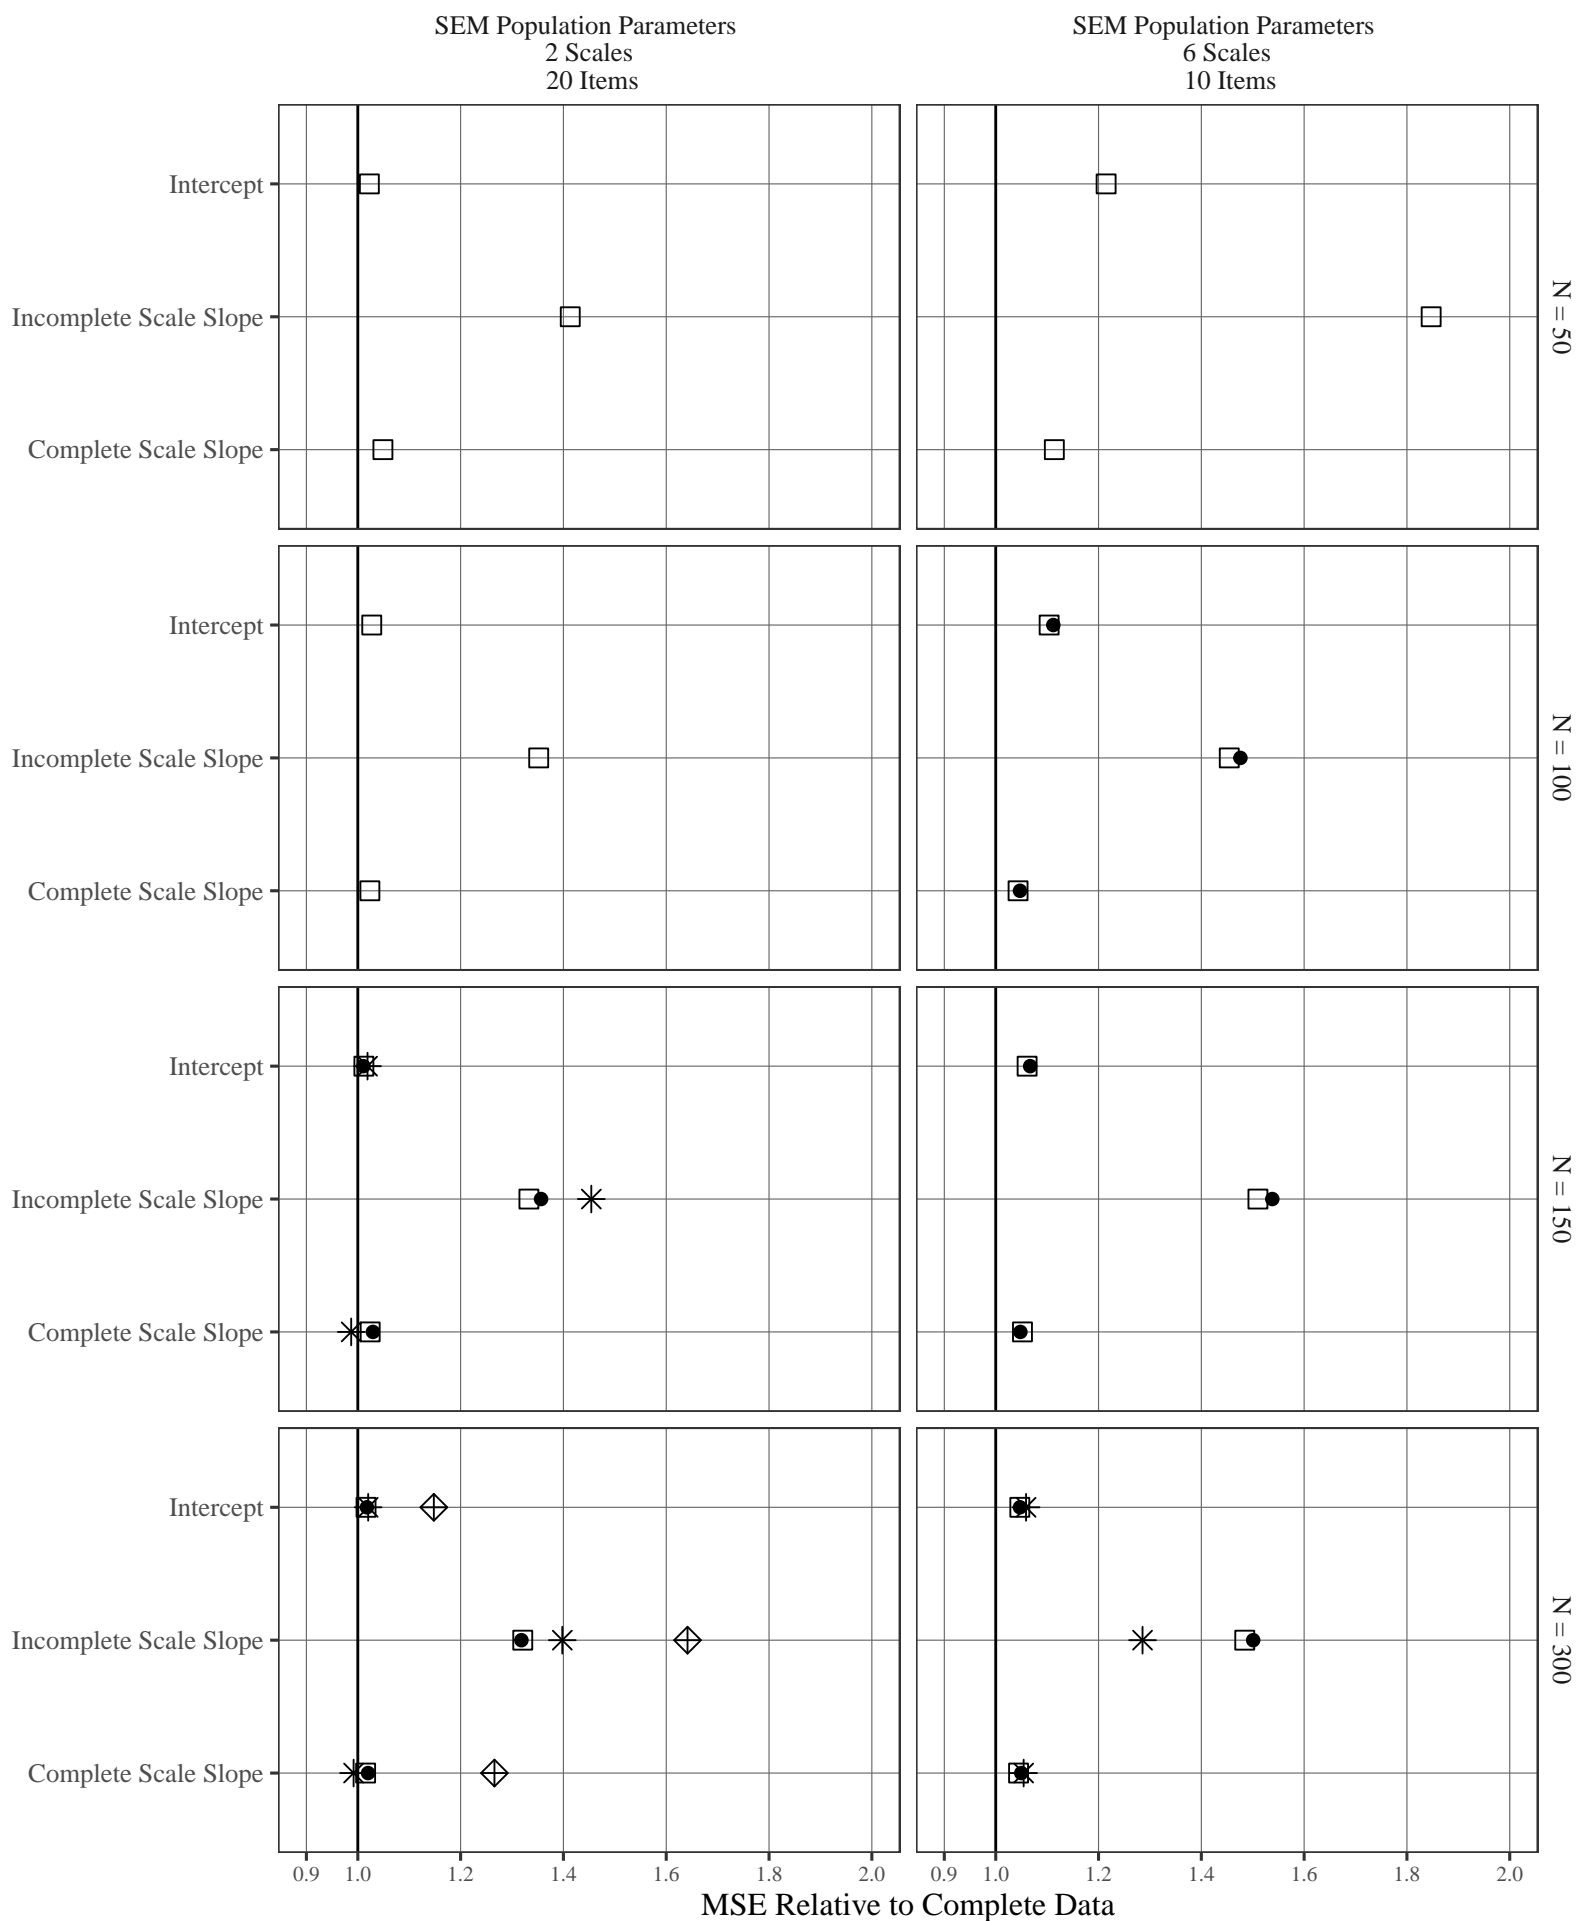 SEM Population Parameters
2 Scales
20 Items
SEM Population Parameters
6 Scales
10 Items
Intercept
Incomplete Scale Slope
Complete Scale Slope
N = 50
Intercept
Incomplete Scale Slope
Complete Scale Slope
N = 100
Intercept
Incomplete Scale Slope
Complete Scale Slope
N = 150
Intercept
Incomplete Scale Slope
Complete Scale Slope
N = 300
0.9 1.0 1.2 1.4 1.6 1.8 2.0
0.9 1.0 1.2 1.4 1.6 1.8 2.0
MSE Relative to Complete Data